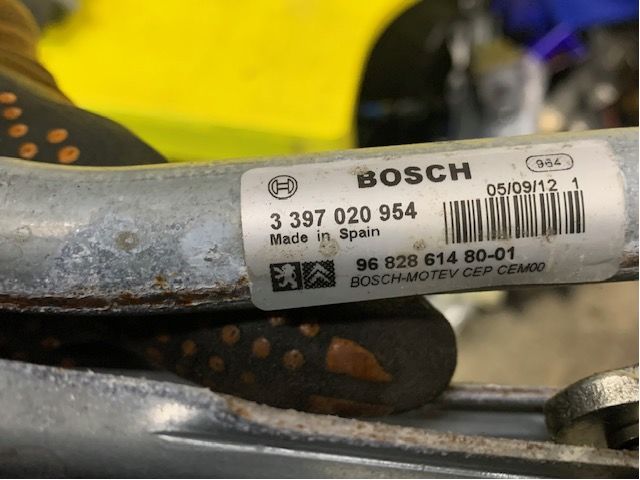 BOSCH
964
05/09/12 1
3 397 020 954
Made in Spain
96 828 614 80-01
BOSCH-MOTEV CEP CEM00